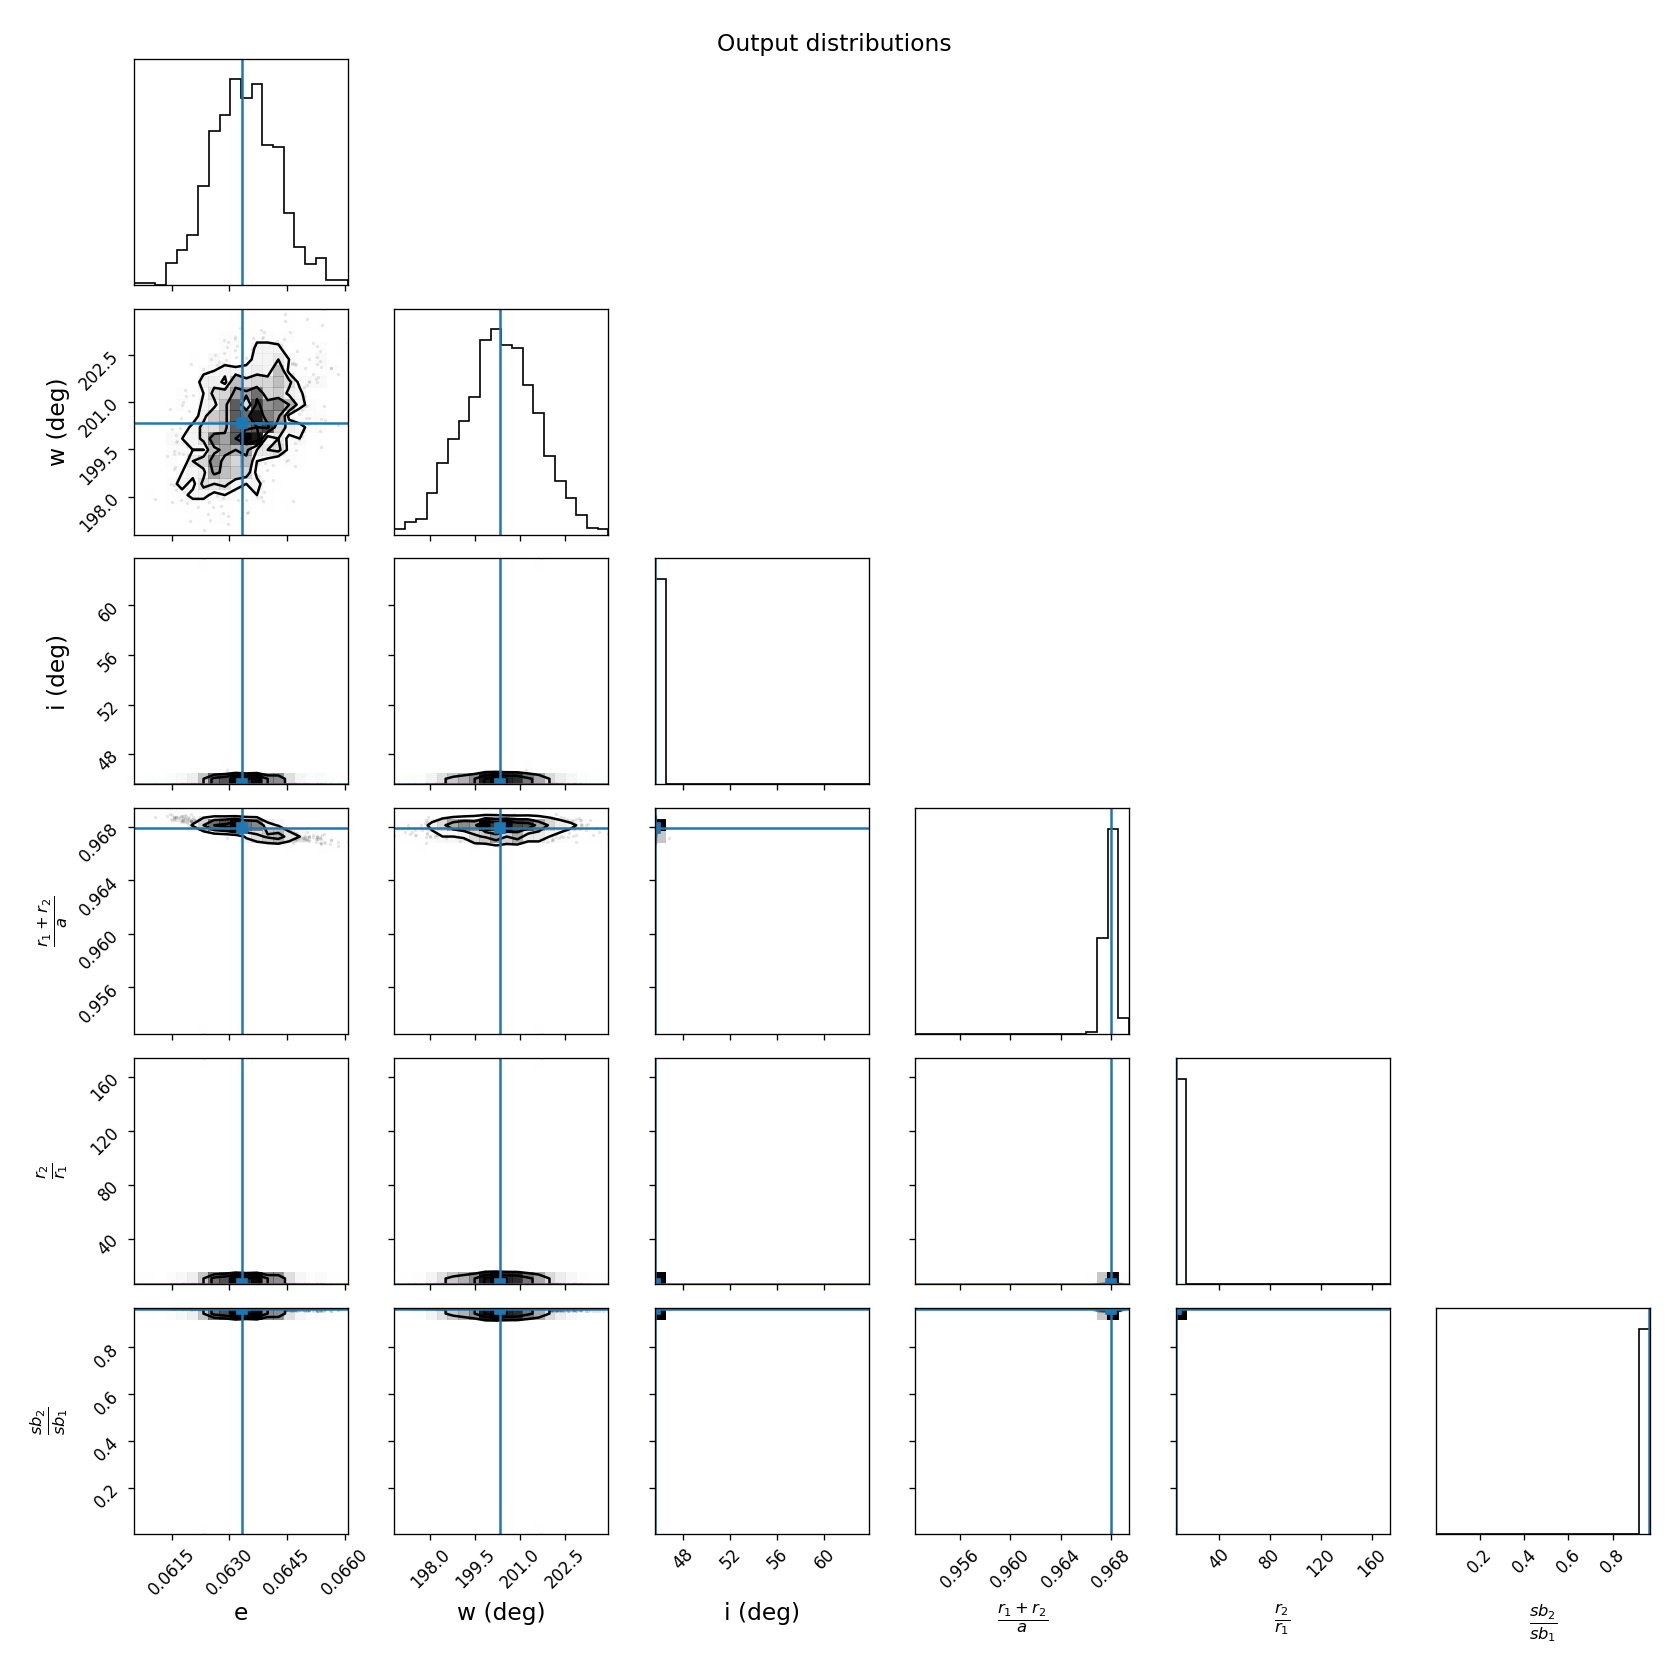 Output distributions
w (deg)
202.5
201.0
199.5
198.0
i (deg)
60
56
52
48
r₁ + r₂
a
0.968
0.964
0.960
0.956
r₂
r₁
160
120
80
40
sb₂
sb₁
0.8
0.6
0.4
0.2
0.0615 0.0630 0.0645 0.0660
198.0 199.5 201.0 202.5
48 52 56 60
0.956 0.960 0.964 0.968
40 80 120 160
0.2 0.4 0.6 0.8
e
w (deg)
i (deg)
r₁ + r₂
a
r₂
r₁
sb₂
sb₁